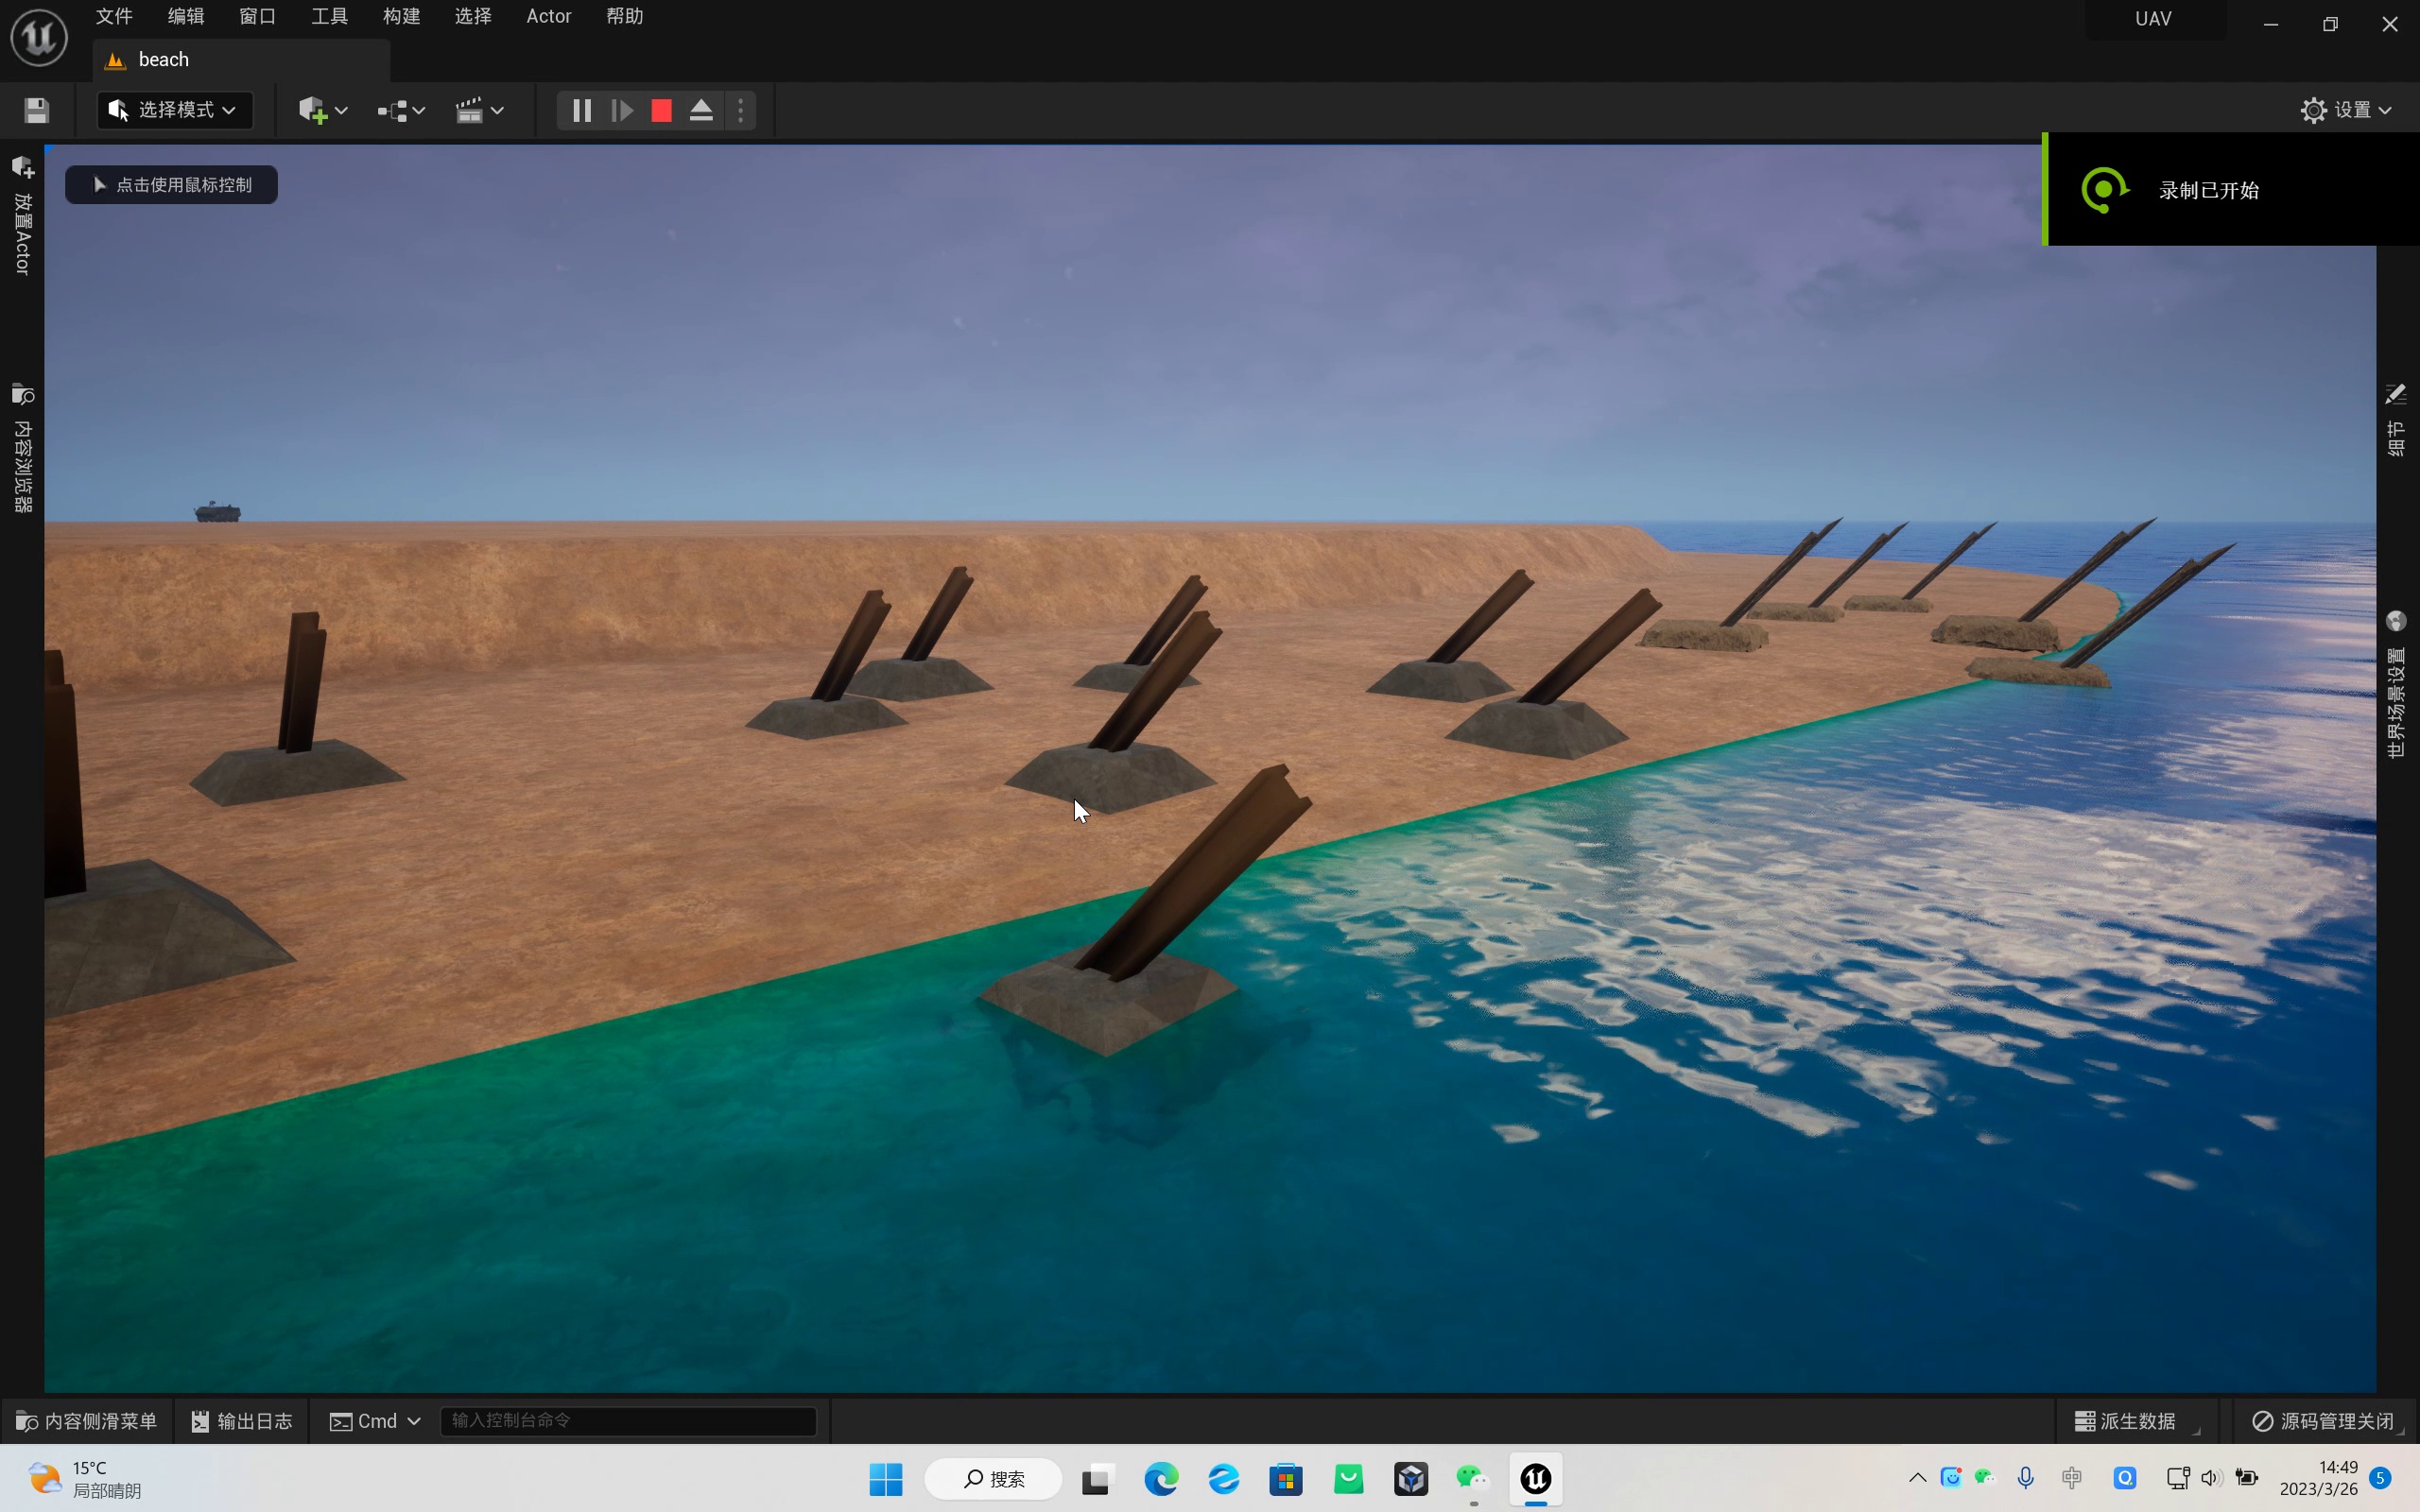 文件 编辑 窗口 工具 构建 选择 Actor 帮助
UAV
beach
选择模式
设置
点击使用鼠标控制
录制已开始
放置Actor
内容浏览器
细节
世界场景设置
内容侧滑菜单
输出日志
Cmd
输入控制台命令
派生数据
源码管理关闭
15°C
局部晴朗
搜索
中
14:49
2023/3/26
5